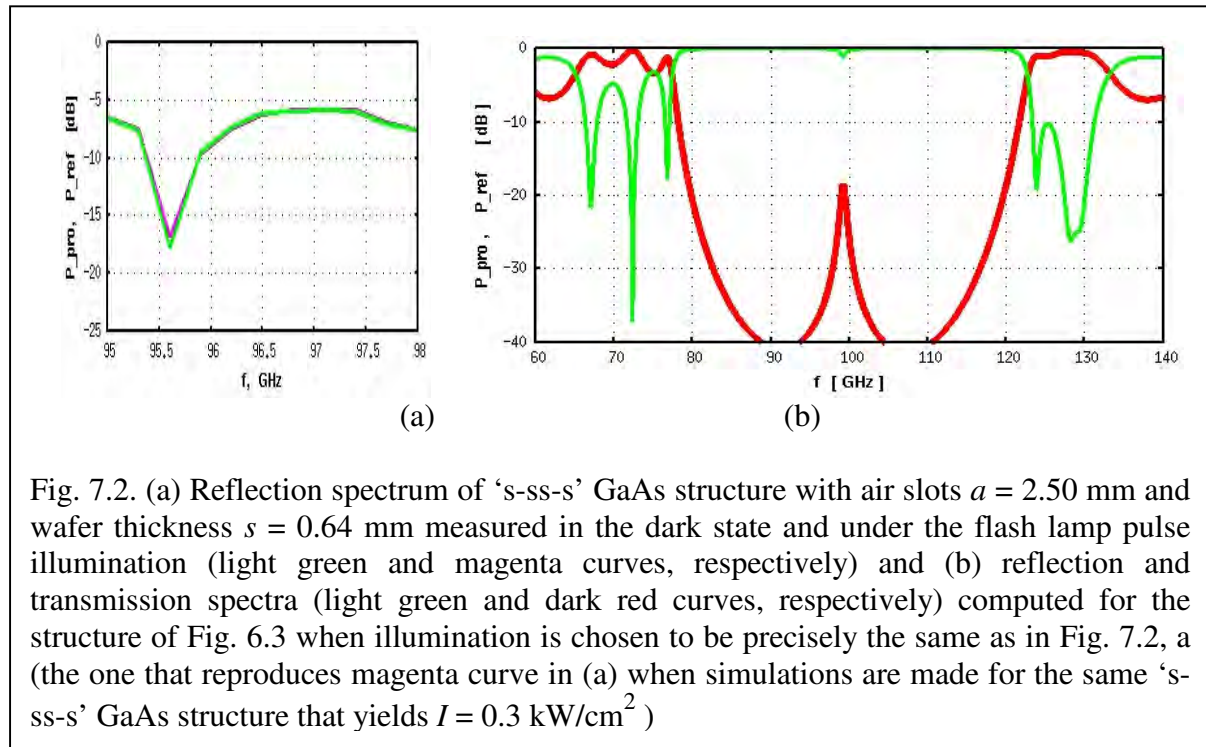 0
-5
-10
-15
-20
-25
P_pro, P_ref [dB]
95
95.5
96
96.5
97
97.5
98
f, GHz
(a)
0
-10
-20
-30
-40
P_pro , P_ref [dB]
60
70
80
90
100
110
120
130
140
f [ GHz ]
(b)
Fig. 7.2. (a) Reflection spectrum of ‘s-ss-s’ GaAs structure with air slots a = 2.50 mm and
wafer thickness s = 0.64 mm measured in the dark state and under the flash lamp pulse
illumination (light green and magenta curves, respectively) and (b) reflection and
transmission spectra (light green and dark red curves, respectively) computed for the
structure of Fig. 6.3 when illumination is chosen to be precisely the same as in Fig. 7.2, a
(the one that reproduces magenta curve in (a) when simulations are made for the same ‘s-
ss-s’ GaAs structure that yields I = 0.3 kW/cm² )